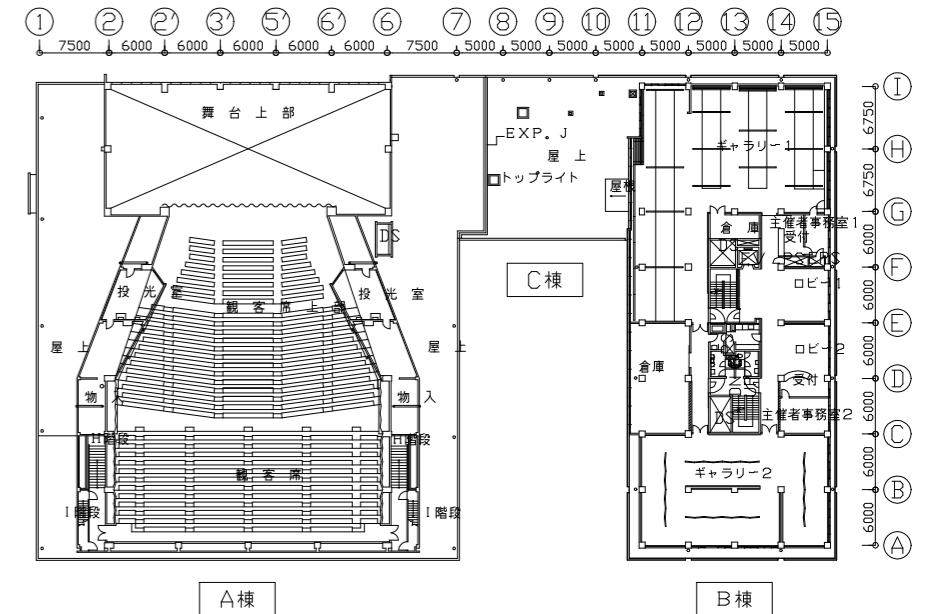 1 2 2' 3' 5' 6' 6 7 8 9 10 11 12 13 14 15
7500 6000 6000 6000 6000 6000 7500 5000 5000 5000 5000 5000 5000 5000 5000
I
6750
舞台上部
EXP. J
屋上
ギャラリー1
H
トップライト
屋根
6750
G
主催者事務室1
倉庫
受付
DS
6000
F
投光室
投光室
C棟
ロビー1
観客席上部
6000
E
屋上
屋上
ロビー2
倉庫
6000
受付
D
物入
物入
DS
主催者事務室2
6000
C
H階段
H階段
観客席
ギャラリー2
6000
B
I階段
I階段
6000
A
A棟
B棟